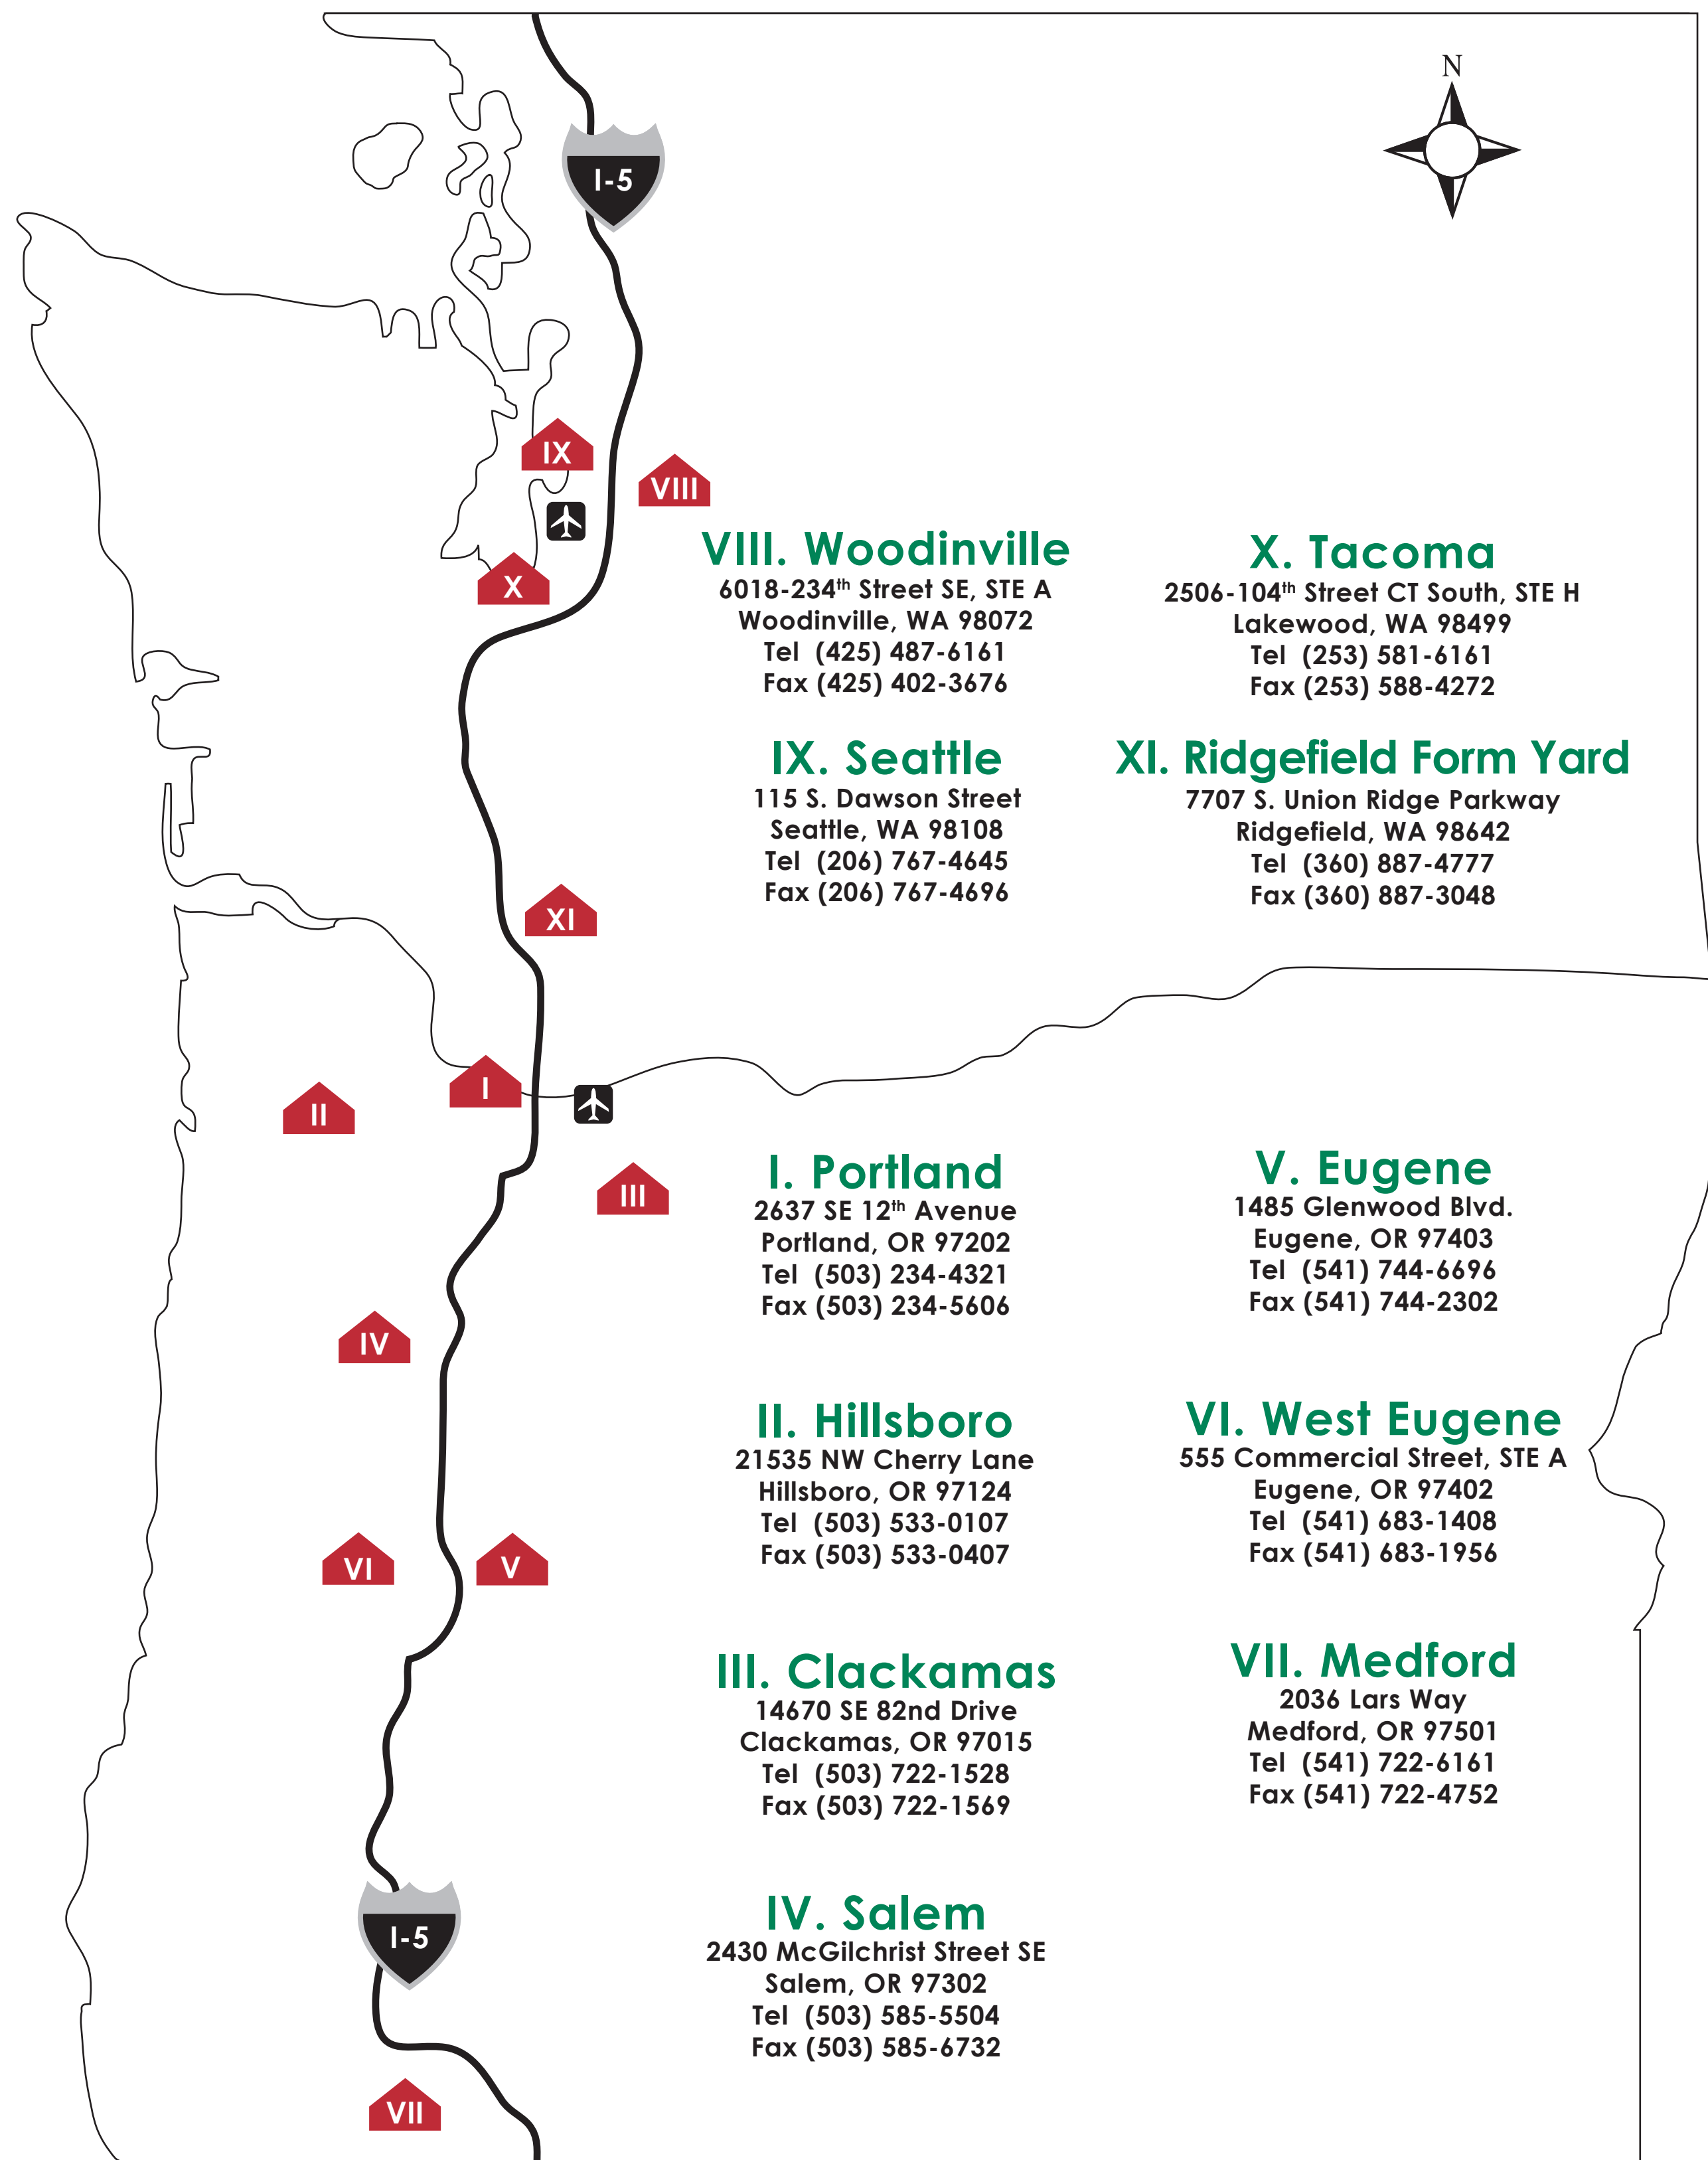 N
I-5
IX
VIII
X
VIII. Woodinville
6018-234th Street SE, STE A
Woodinville, WA 98072
Tel (425) 487-6161
Fax (425) 402-3676
X. Tacoma
2506-104th Street CT South, STE H
Lakewood, WA 98499
Tel (253) 581-6161
Fax (253) 588-4272
IX. Seattle
115 S. Dawson Street
Seattle, WA 98108
Tel (206) 767-4645
Fax (206) 767-4696
XI. Ridgefield Form Yard
7707 S. Union Ridge Parkway
Ridgefield, WA 98642
Tel (360) 887-4777
Fax (360) 887-3048
XI
I
II
III
I. Portland
2637 SE 12th Avenue
Portland, OR 97202
Tel (503) 234-4321
Fax (503) 234-5606
V. Eugene
1485 Glenwood Blvd.
Eugene, OR 97403
Tel (541) 744-6696
Fax (541) 744-2302
IV
II. Hillsboro
21535 NW Cherry Lane
Hillsboro, OR 97124
Tel (503) 533-0107
Fax (503) 533-0407
VI. West Eugene
555 Commercial Street, STE A
Eugene, OR 97402
Tel (541) 683-1408
Fax (541) 683-1956
VI
V
III. Clackamas
14670 SE 82nd Drive
Clackamas, OR 97015
Tel (503) 722-1528
Fax (503) 722-1569
VII. Medford
2036 Lars Way
Medford, OR 97501
Tel (541) 722-6161
Fax (541) 722-4752
IV. Salem
2430 McGilchrist Street SE
Salem, OR 97302
Tel (503) 585-5504
Fax (503) 585-6732
I-5
VII